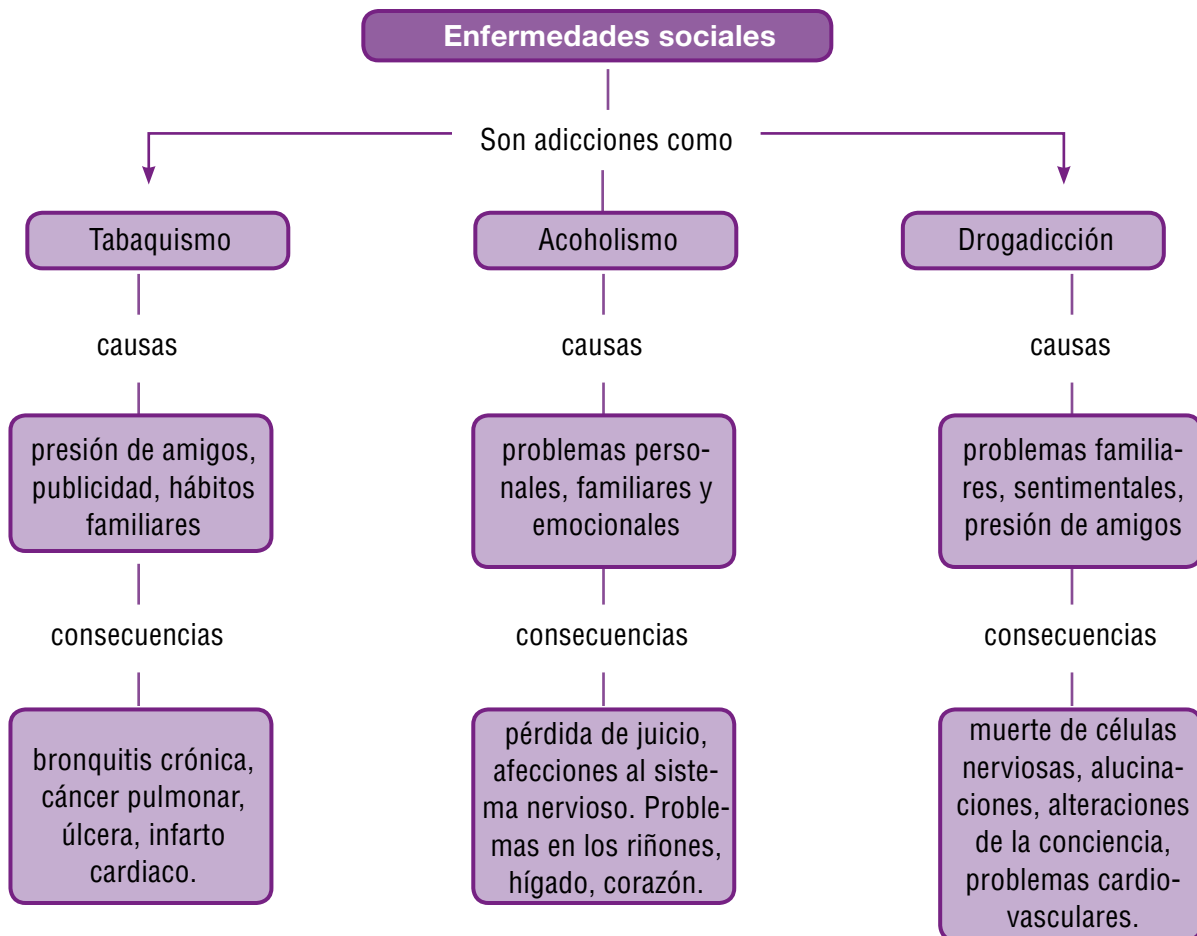 Enfermedades sociales
Son adicciones como
Tabaquismo
Acoholismo
Drogadicción
causas
causas
causas
presión de amigos,
publicidad, hábitos
familiares
problemas perso-
nales, familiares y
emocionales
problemas familia-
res, sentimentales,
presión de amigos
consecuencias
consecuencias
consecuencias
bronquitis crónica,
cáncer pulmonar,
úlcera, infarto
cardiaco.
pérdida de juicio,
afecciones al siste-
ma nervioso. Proble-
mas en los riñones,
hígado, corazón.
muerte de células
nerviosas, alucina-
ciones, alteraciones
de la conciencia,
problemas cardio-
vasculares.